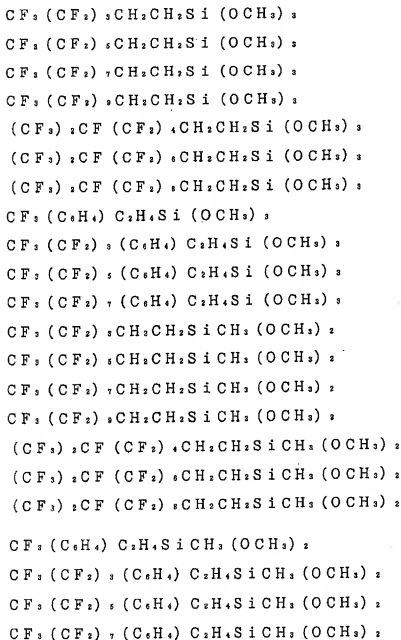 CF₃(CF₂)₃CH₂CH₂Si(OCH₃)₃
CF₃(CF₂)₅CH₂CH₂Si(OCH₃)₃
CF₃(CF₂)₇CH₂CH₂Si(OCH₃)₃
CF₃(CF₂)₉CH₂CH₂Si(OCH₃)₃
(CF₃)₂CF(CF₂)₄CH₂CH₂Si(OCH₃)₃
(CF₃)₂CF(CF₂)₆CH₂CH₂Si(OCH₃)₃
(CF₃)₂CF(CF₂)₈CH₂CH₂Si(OCH₃)₃
CF₃(C₆H₄)C₂H₄Si(OCH₃)₃
CF₃(CF₂)₃(C₆H₄)C₂H₄Si(OCH₃)₃
CF₃(CF₂)₅(C₆H₄)C₂H₄Si(OCH₃)₃
CF₃(CF₂)₇(C₆H₄)C₂H₄Si(OCH₃)₃
CF₃(CF₂)₃CH₂CH₂SiCH₃(OCH₃)₂
CF₃(CF₂)₅CH₂CH₂SiCH₃(OCH₃)₂
CF₃(CF₂)₇CH₂CH₂SiCH₃(OCH₃)₂
CF₃(CF₂)₉CH₂CH₂SiCH₃(OCH₃)₂
(CF₃)₂CF(CF₂)₄CH₂CH₂SiCH₃(OCH₃)₂
(CF₃)₂CF(CF₂)₆CH₂CH₂SiCH₃(OCH₃)₂
(CF₃)₂CF(CF₂)₈CH₂CH₂SiCH₃(OCH₃)₂
CF₃(C₆H₄)C₂H₄SiCH₃(OCH₃)₂
CF₃(CF₂)₃(C₆H₄)C₂H₄SiCH₃(OCH₃)₂
CF₃(CF₂)₅(C₆H₄)C₂H₄SiCH₃(OCH₃)₂
CF₃(CF₂)₇(C₆H₄)C₂H₄SiCH₃(OCH₃)₂